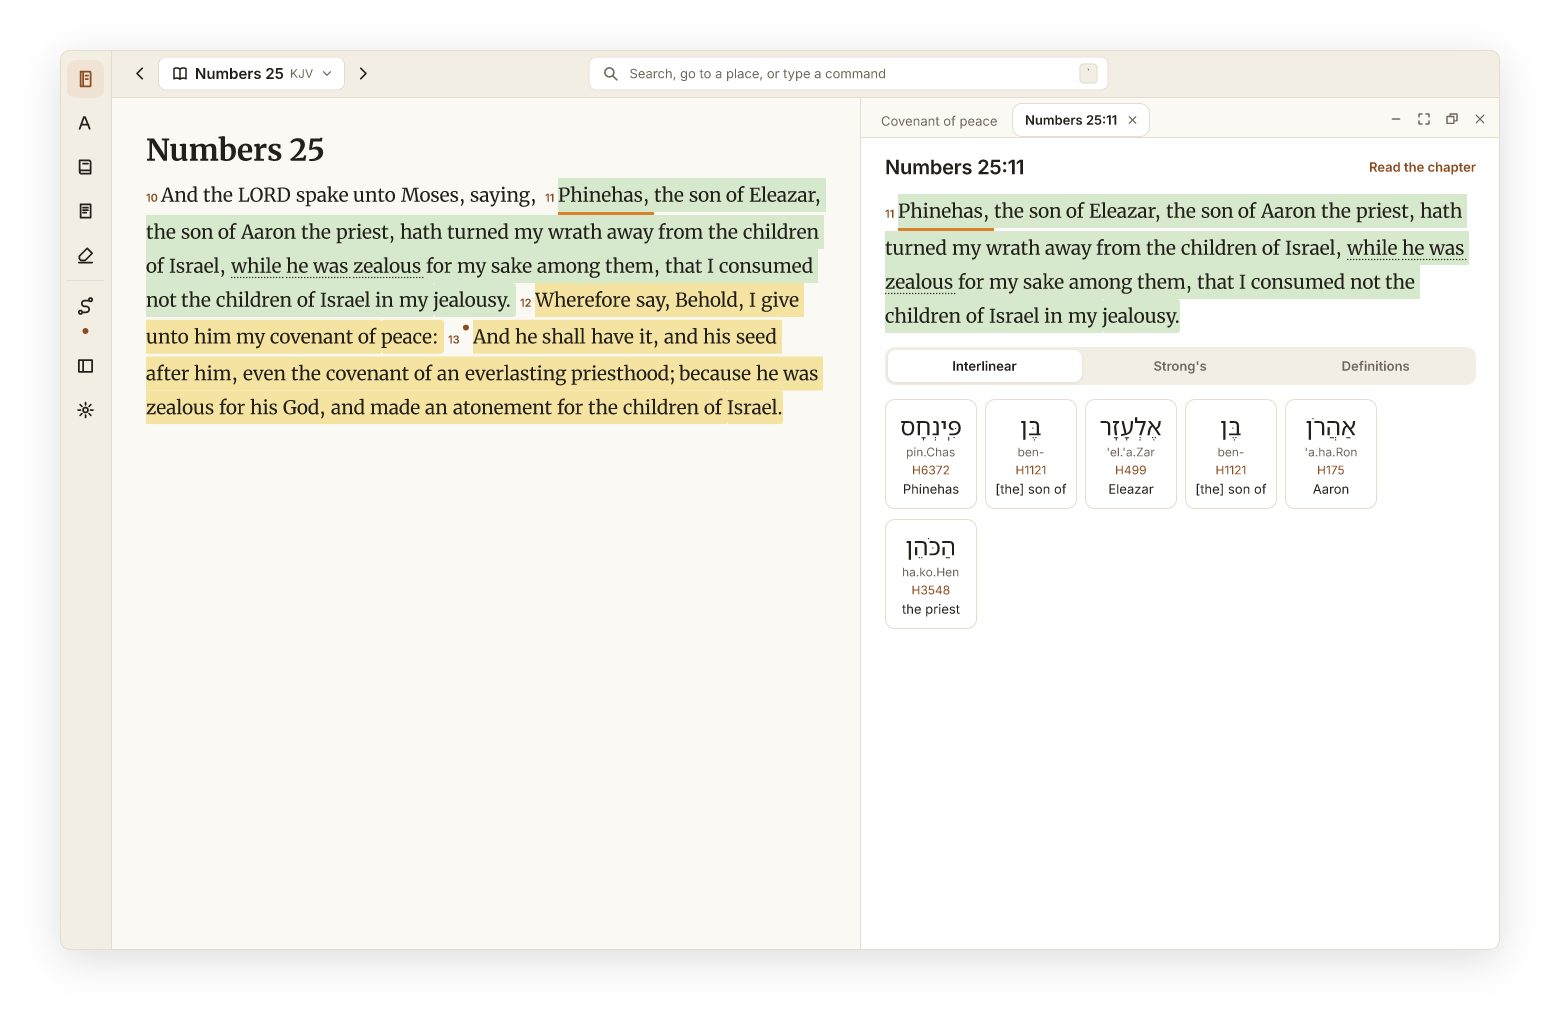 Numbers 25 KJV
Search, go to a place, or type a command
Numbers 25
10 And the LORD spake unto Moses, saying, 11 Phinehas, the son of Eleazar,
the son of Aaron the priest, hath turned my wrath away from the children
of Israel, while he was zealous for my sake among them, that I consumed
not the children of Israel in my jealousy. 12 Wherefore say, Behold, I give
unto him my covenant of peace: 13 And he shall have it, and his seed
after him, even the covenant of an everlasting priesthood; because he was
zealous for his God, and made an atonement for the children of Israel.
Covenant of peace
Numbers 25:11
Numbers 25:11
Read the chapter
11 Phinehas, the son of Eleazar, the son of Aaron the priest, hath
turned my wrath away from the children of Israel, while he was
zealous for my sake among them, that I consumed not the
children of Israel in my jealousy.
Interlinear
Strong's
Definitions
פִּֽינְחָס
pin.Chas
H6372
Phinehas
בֶּן
ben-
H1121
[the] son of
אֶלְעָזָר
'el.'a.Zar
H499
Eleazar
בֶּן
ben-
H1121
[the] son of
אַהֲרֹן
'a.ha.Ron
H175
Aaron
הַכֹּהֵן
ha.ko.Hen
H3548
the priest